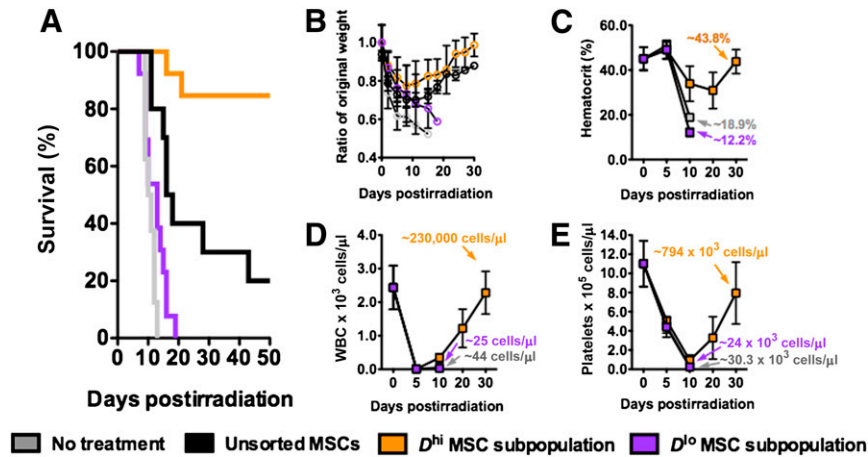 A
Survival (%)
100
80
60
40
20
0
0 10 20 30 40 50
Days postirradiation
B
Ratio of original weight
1.0
0.8
0.6
0.4
0 10 20 30
Days postirradiation
C
Hematocrit (%)
60.0
40.0
20.0
0.0
~43.8%
~18.9%
~12.2%
0 5 10 20 30
Days postirradiation
D
WBC x 10³ cells/µl
4.0
3.0
2.0
1.0
0.0
~230,000 cells/µl
~25 cells/µl
~44 cells/µl
0 5 10 20 30
Days postirradiation
E
Platelets x 10⁵ cells/µl
14.0
12.0
10.0
8.0
6.0
4.0
2.0
0.0
~794 x 10³ cells/µl
~24 x 10³ cells/µl
~30.3 x 10³ cells/µl
0 5 10 20 30
Days postirradiation
No treatment
Unsorted MSCs
Dʰⁱ MSC subpopulation
Dˡᵒ MSC subpopulation